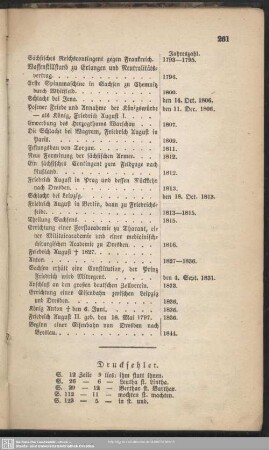 261
Jahreszahl.
Sächsisches Reichscontingent gegen Frankreich. 1793—1795.
Waffenstillstand zu Erlangen und Neutralitäts-
vertrag. 1796.
Erste Spinnmaschine in Sachsen zu Chemnitz
durch Whitfield. 1800.
Schlacht bei Jena. den 14. Oct. 1806.
Posener Friede und Annahme der Königswürde den 11. Dec. 1806.
— als König, Friedrich August I.
Erwerbung des Herzogthums Warschau 1807.
Die Schlacht bei Wagram, Friedrich August in
Paris. 1809.
Festungsbau von Torgau. 1811.
Neue Formirung der sächsischen Armee. 1812.
Ein sächsisches Contingent zum Feldzuge nach
Rußland. 1812.
Friedrich August in Prag und dessen Rückkehr
nach Dresden. 1813.
Schlacht bei Leipzig. den 18. Oct. 1813.
Friedrich August in Berlin, dann zu Friedrichs-
felde. 1813—1815.
Theilung Sachsens. 1815.
Errichtung einer Forstacademie zu Tharant, ei-
ner Militairacademie und einer medicinisch-
chirurgischen Academie zu Dresden. 1816.
Friedrich August † 1827.
Anton. 1827—1836.
Sachsen erhält eine Constitution, der Prinz
Friedrich wird Mitregent. den 4. Sept. 1831.
Anschluß an den großen deutschen Zollverein. 1833.
Errichtung einer Eisenbahn zwischen Leipzig
und Dresden. 1836.
König Anton † den 6. Juni. 1836.
Friedrich August II. geb. den 18. Mai 1797. 1836.
Beginn einer Eisenbahn von Dresden nach
Breslau. 1844.
Druckfehler.
S. 12 Zeile 9 lies: ihm statt ihnen.
S. 26 — 6 — Leutha st. Lintha.
S. 39 — 12 — Berthar st. Balthar.
S. 112 — 11 — mochten st. machten.
S. 125 — 5 — in st. und.